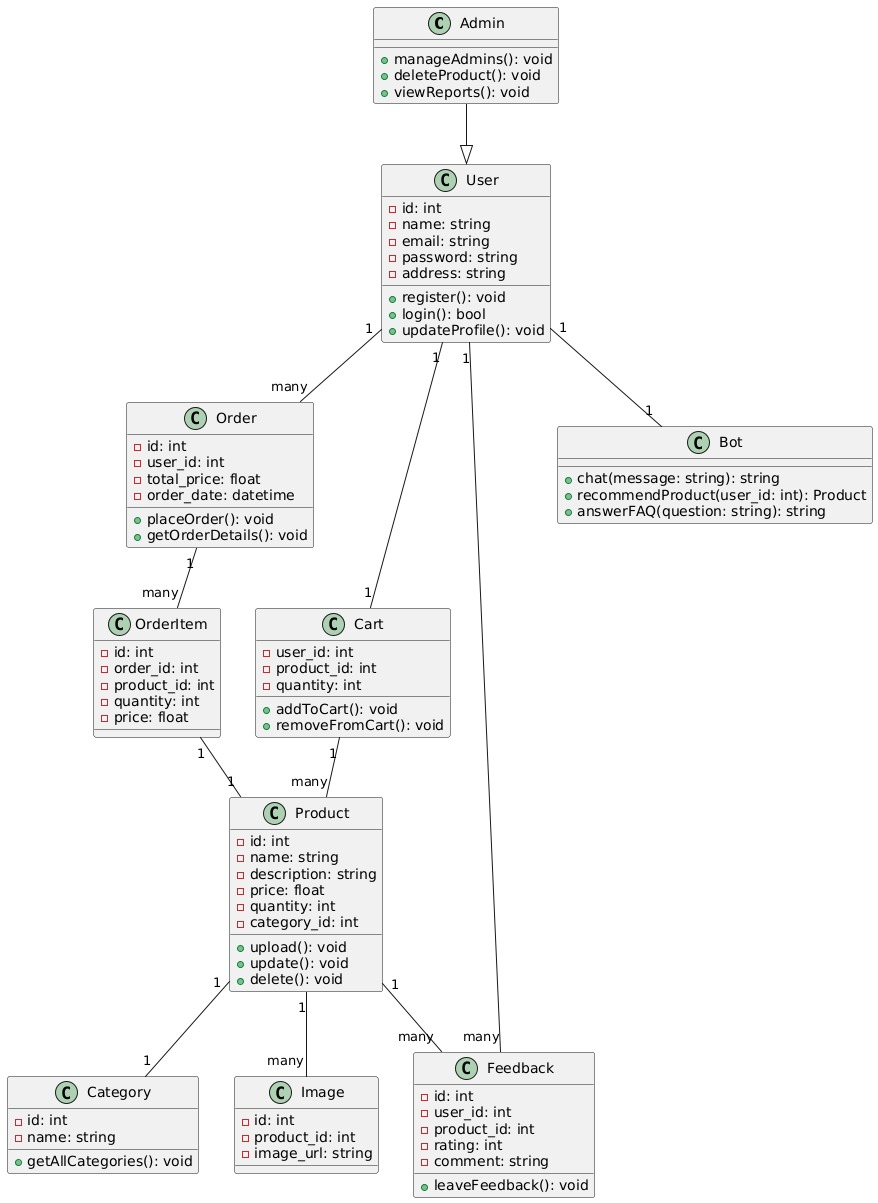 C Admin
manageAdmins(): void
deleteProduct(): void
viewReports(): void
C User
id: int
name: string
email: string
password: string
address: string
register(): void
login(): bool
updateProfile(): void
1
1
1
1
many
1
C Order
id: int
user_id: int
total_price: float
order_date: datetime
placeOrder(): void
getOrderDetails(): void
C Bot
chat(message: string): string
recommendProduct(user_id: int): Product
answerFAQ(question: string): string
1
many
1
C OrderItem
id: int
order_id: int
product_id: int
quantity: int
price: float
C Cart
user_id: int
product_id: int
quantity: int
addToCart(): void
removeFromCart(): void
1
1
1
many
C Product
id: int
name: string
description: string
price: float
quantity: int
category_id: int
upload(): void
update(): void
delete(): void
1
1
1
1
many
many
many
C Category
id: int
name: string
getAllCategories(): void
C Image
id: int
product_id: int
image_url: string
C Feedback
id: int
user_id: int
product_id: int
rating: int
comment: string
leaveFeedback(): void